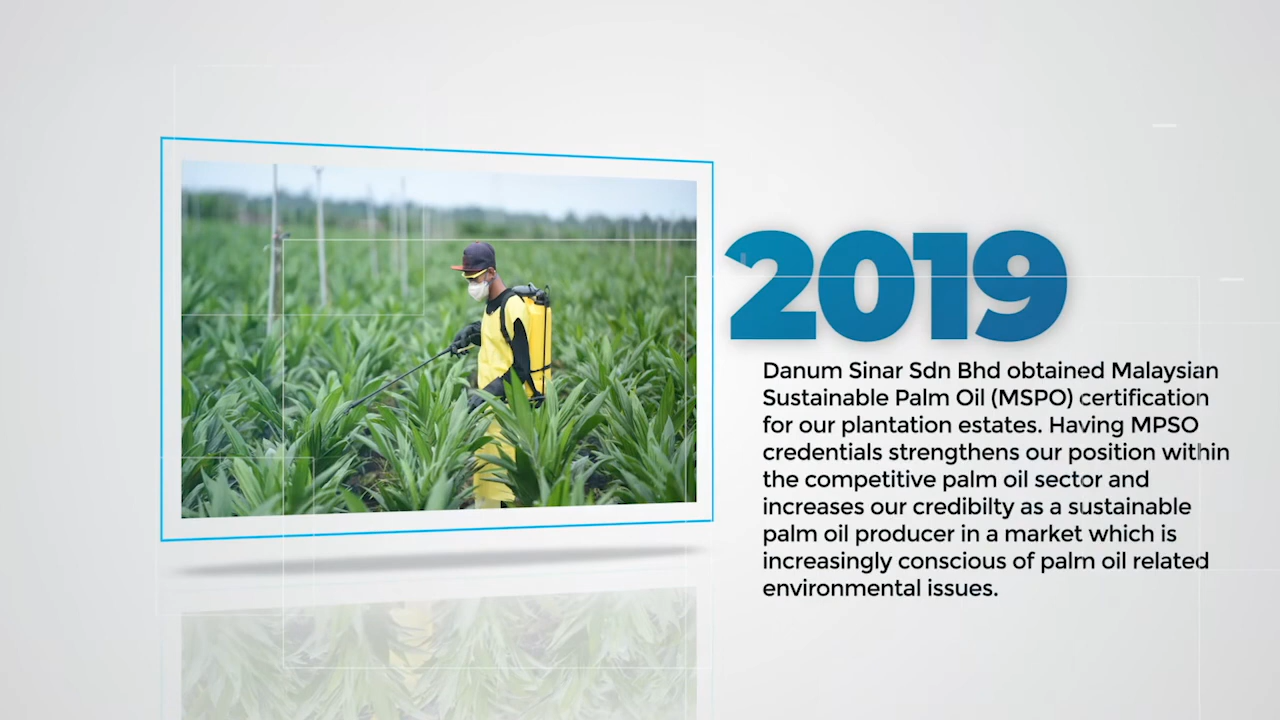 2019
Danum Sinar Sdn Bhd obtained Malaysian
Sustainable Palm Oil (MSPO) certification
for our plantation estates. Having MPSO
credentials strengthens our position within
the competitive palm oil sector and
increases our credibilty as a sustainable
palm oil producer in a market which is
increasingly conscious of palm oil related
environmental issues.